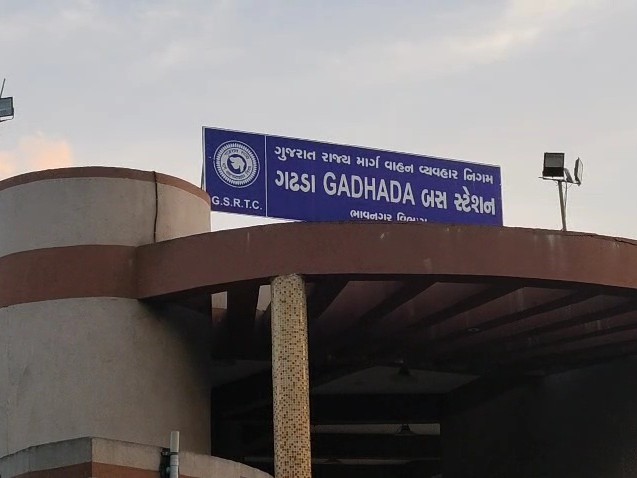 ગુજરાત રાજ્ય માર્ગ વાહન વ્યવહાર નિગમ
ગઢડા GADHADA બસ સ્ટેશન
ભાવનગર વિભાગ
G.S.R.T.C.